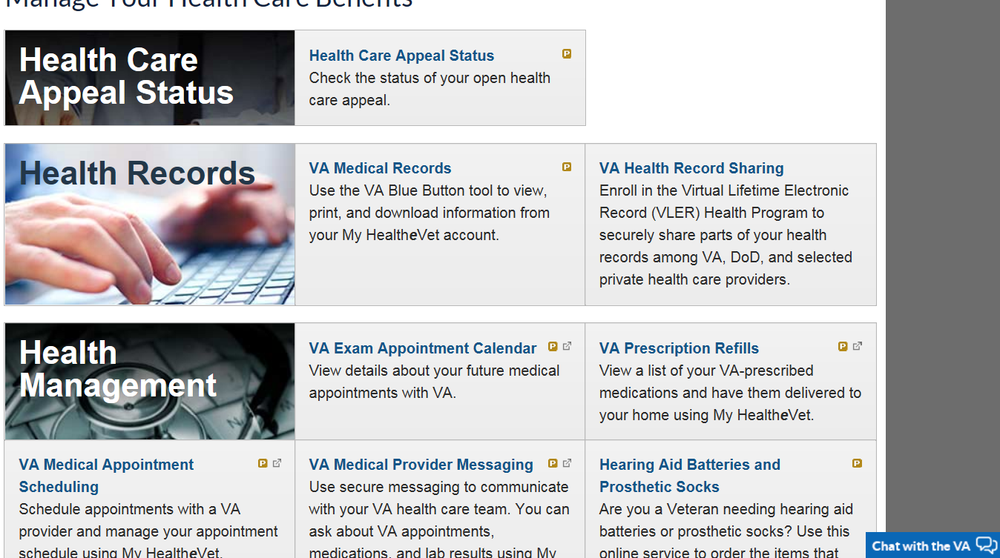 Manage Your Health Care Benefits
Health Care
Appeal Status
Health Care Appeal Status P
Check the status of your open health
care appeal.
Health Records
VA Medical Records P
Use the VA Blue Button tool to view,
print, and download information from
your My HealtheVet account.
VA Health Record Sharing
Enroll in the Virtual Lifetime Electronic
Record (VLER) Health Program to
securely share parts of your health
records among VA, DoD, and selected
private health care providers.
Health
Management
VA Exam Appointment Calendar P
View details about your future medical
appointments with VA.
VA Prescription Refills P
View a list of your VA-prescribed
medications and have them delivered to
your home using My HealtheVet.
VA Medical Appointment P
Scheduling
Schedule appointments with a VA
provider and manage your appointment
schedule using My HealtheVet.
VA Medical Provider Messaging P
Use secure messaging to communicate
with your VA health care team. You can
ask about VA appointments,
medications, and lab results using My
Hearing Aid Batteries and P
Prosthetic Socks
Are you a Veteran needing hearing aid
batteries or prosthetic socks? Use this
online service to order the items that
Chat with the VA